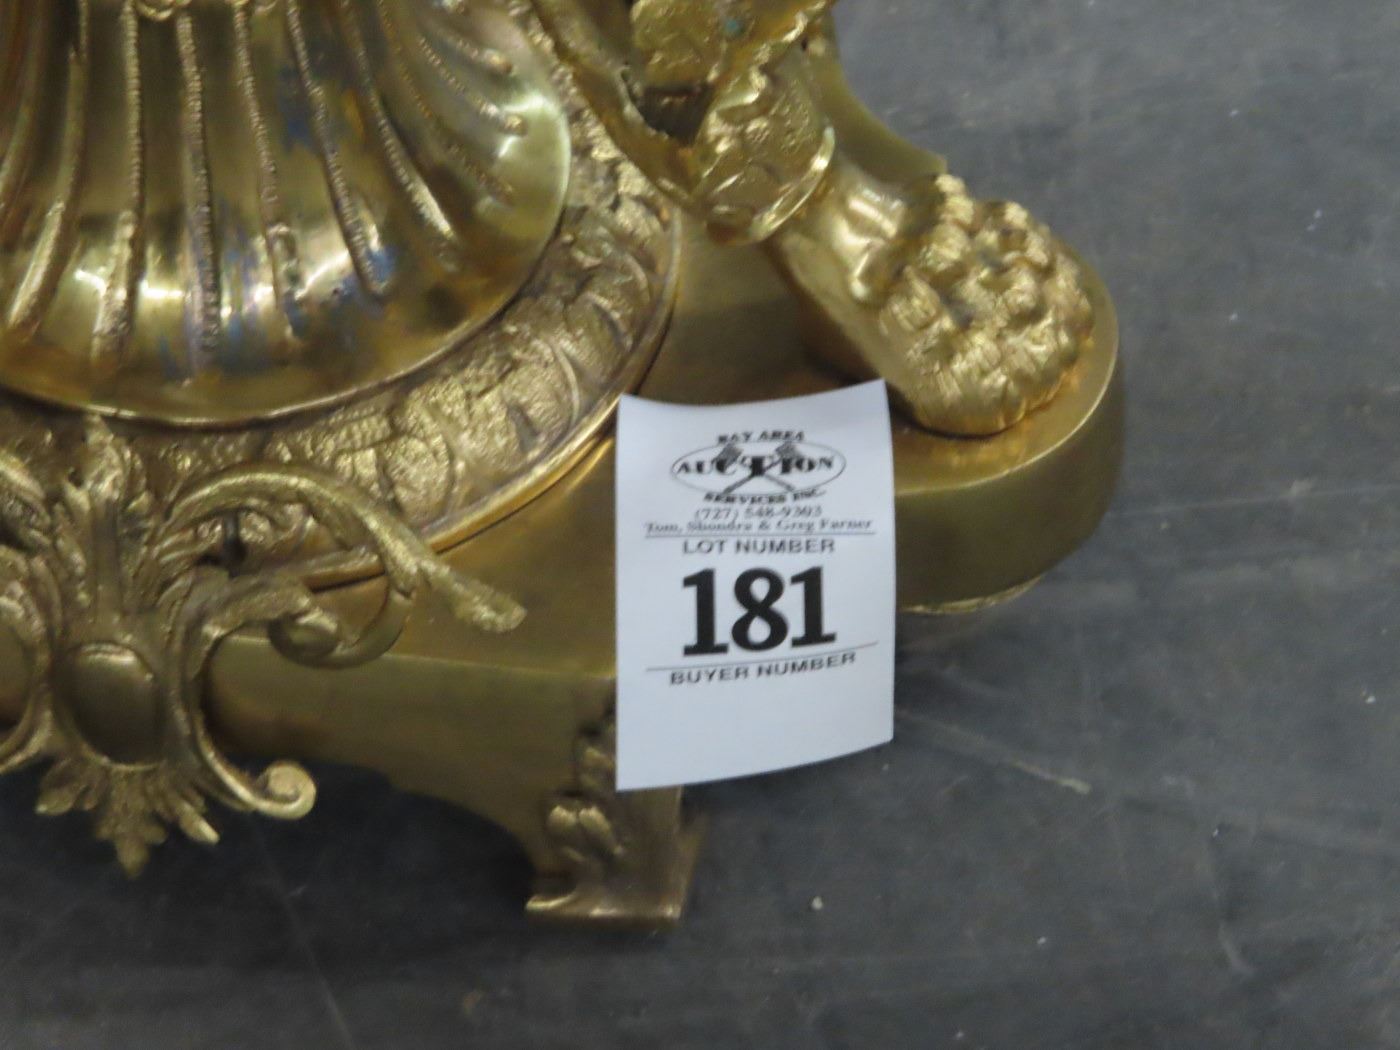 BAY AREA
AUCTION
SERVICES INC.
(727) 548-9303
Tom, Shondra & Greg Farner
LOT NUMBER
181
BUYER NUMBER